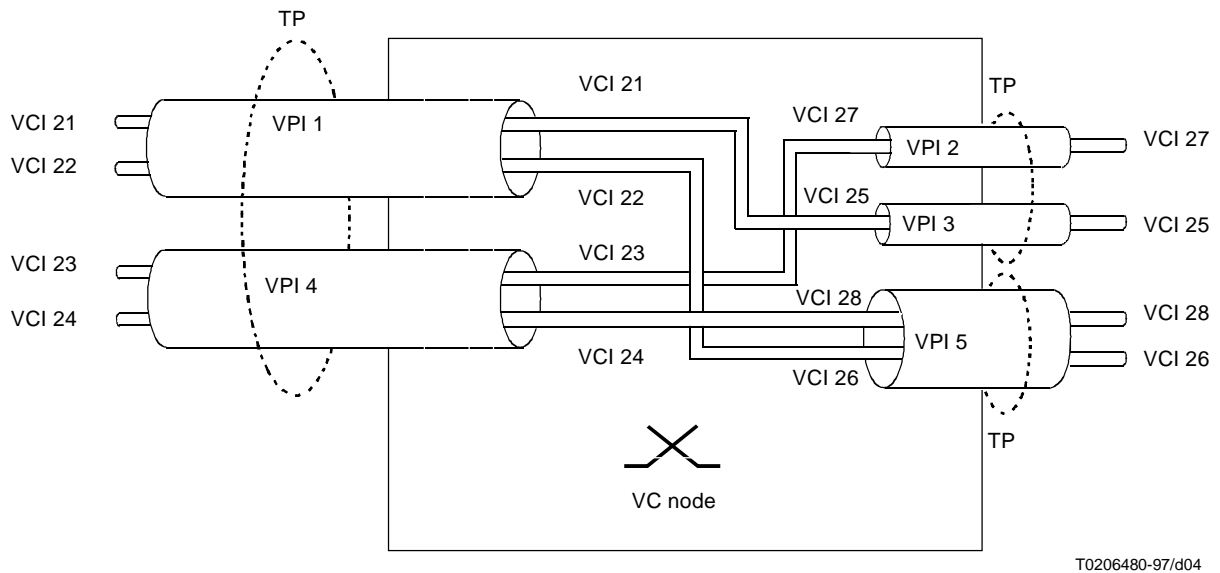 TP
VCI 21
VPI 1
VCI 21
VCI 22
VCI 22
VCI 23
VPI 4
VCI 23
VCI 24
VCI 24
VCI 27
VPI 2
TP
VCI 27
VCI 25
VPI 3
VCI 25
VCI 28
VPI 5
VCI 28
VCI 26
VCI 26
TP
VC node
T0206480-97/d04